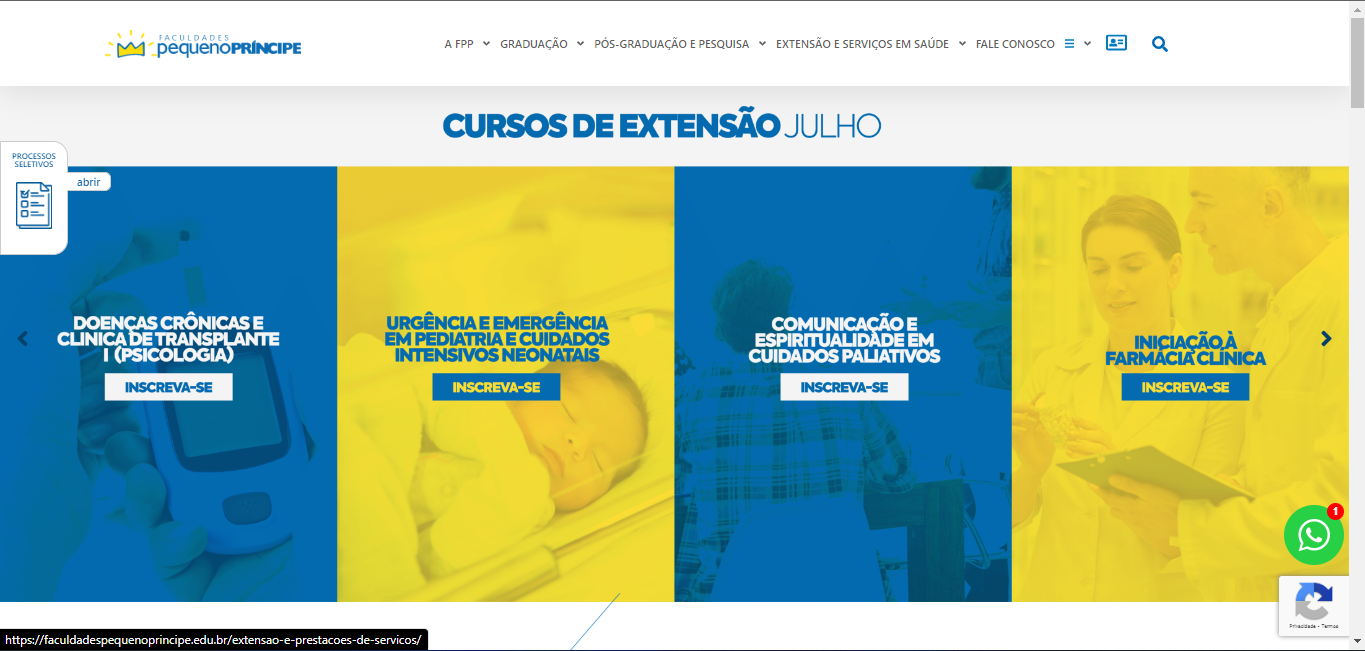 FACULDADES
pequenoPRÍNCIPE
A FPP
GRADUAÇÃO
PÓS-GRADUAÇÃO E PESQUISA
EXTENSÃO E SERVIÇOS EM SAÚDE
FALE CONOSCO
CURSOS DE EXTENSÃO JULHO
PROCESSOS
SELETIVOS
abrir
DOENÇAS CRÔNICAS E
CLINICA DE TRANSPLANTE
I (PSICOLOGIA)
INSCREVA-SE
URGÊNCIA E EMERGÊNCIA
EM PEDIATRIA E CUIDADOS
INTENSIVOS NEONATAIS
INSCREVA-SE
COMUNICAÇÃO E
ESPIRITUALIDADE EM
CUIDADOS PALIATIVOS
INSCREVA-SE
INICIAÇÃO À
FARMÁCIA CLÍNICA
INSCREVA-SE
1
Privacidade - Termos
https://faculdadespequenoprincipe.edu.br/extensao-e-prestacoes-de-servicos/